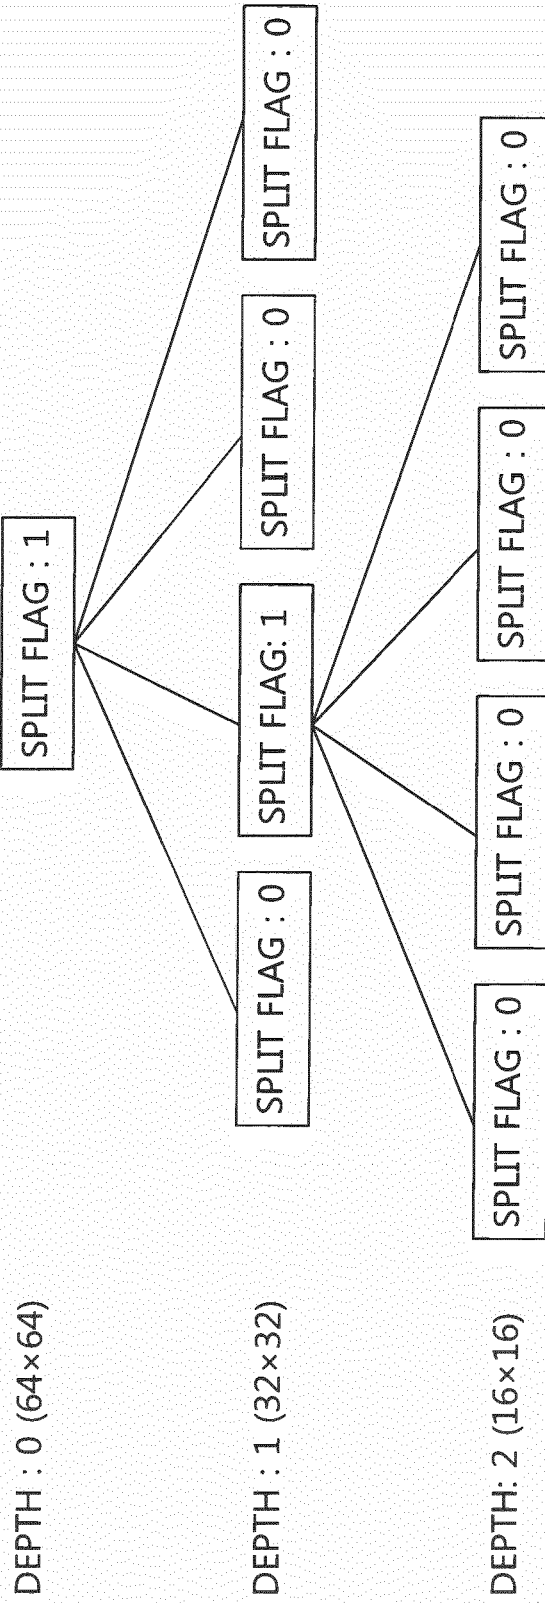 DEPTH : 0 (64×64)
SPLIT FLAG : 1
DEPTH : 1 (32×32)
SPLIT FLAG : 0
SPLIT FLAG: 1
SPLIT FLAG : 0
SPLIT FLAG : 0
DEPTH: 2 (16×16)
SPLIT FLAG : 0
SPLIT FLAG : 0
SPLIT FLAG : 0
SPLIT FLAG : 0